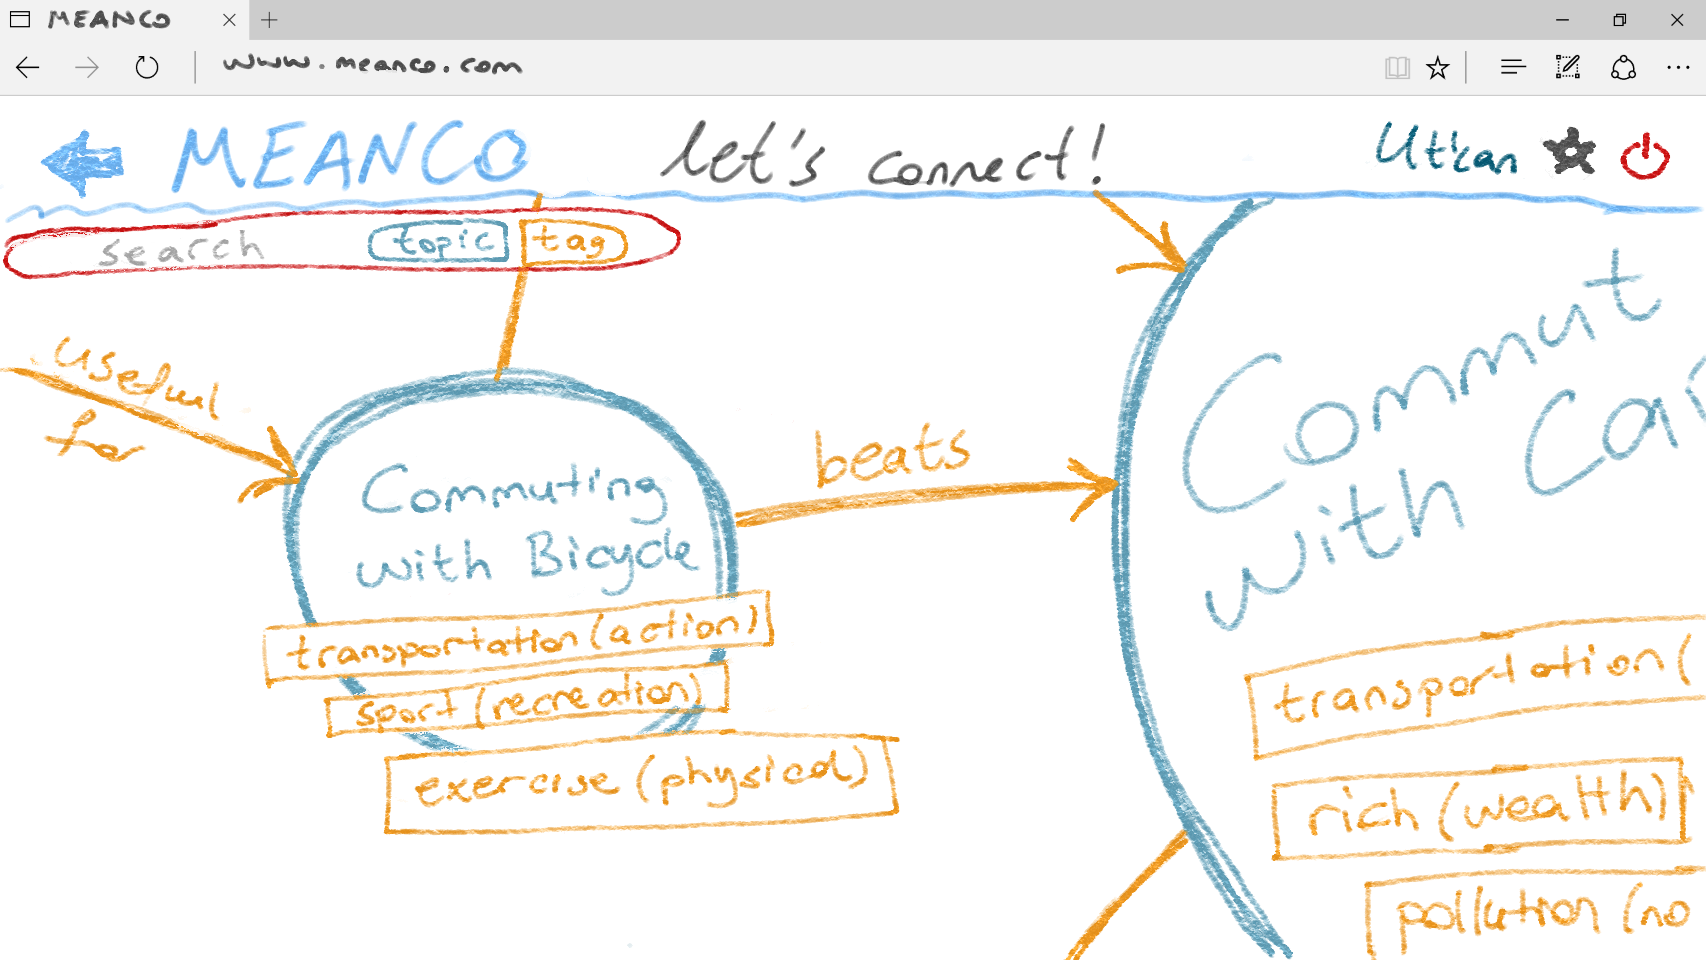 MEANCO
www.meanco.com
MEANCO let's connect! Utkan
search topic tag
useful
for
beats
Commuting
with Bicycle
transportation (action)
sport (recreation)
exercise (physical)
Commut
with Car
transportation (
rich (wealth)
pollution (no